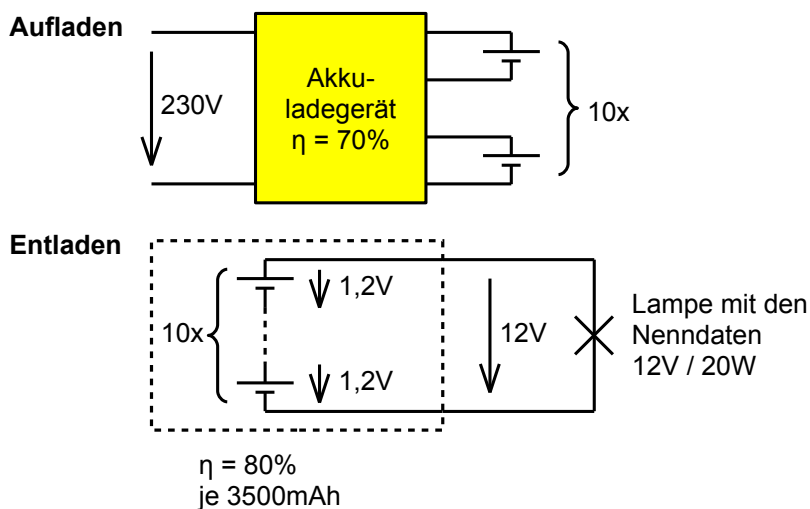 Aufladen
230V
Akku-
ladegerät
η = 70%
10x
Entladen
10x
1,2V
1,2V
12V
Lampe mit den
Nenndaten
12V / 20W
η = 80%
je 3500mAh